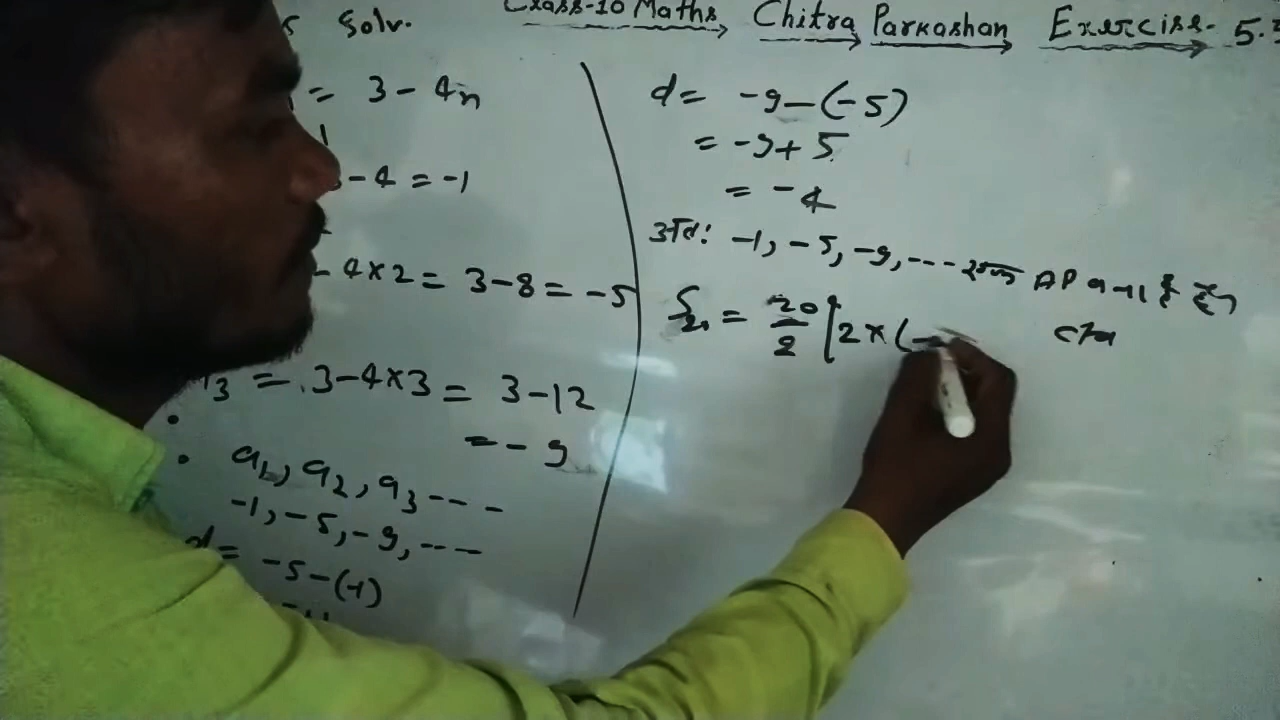 Class-10 Maths Chitra Parkashan Exercise- 5.
Solv.
= 3 - 4n
- 4 = -1
- 4×2 = 3-8 = -5
3 = 3-4×3 = 3-12
= -9
a1, a2, a3 ----
-1, -5, -9, ----
d = -5-(-1)
d = -9-(-5)
= -9+5
= -4
अतः -1, -5, -9, ---- AP
= 20/2 [2×(-